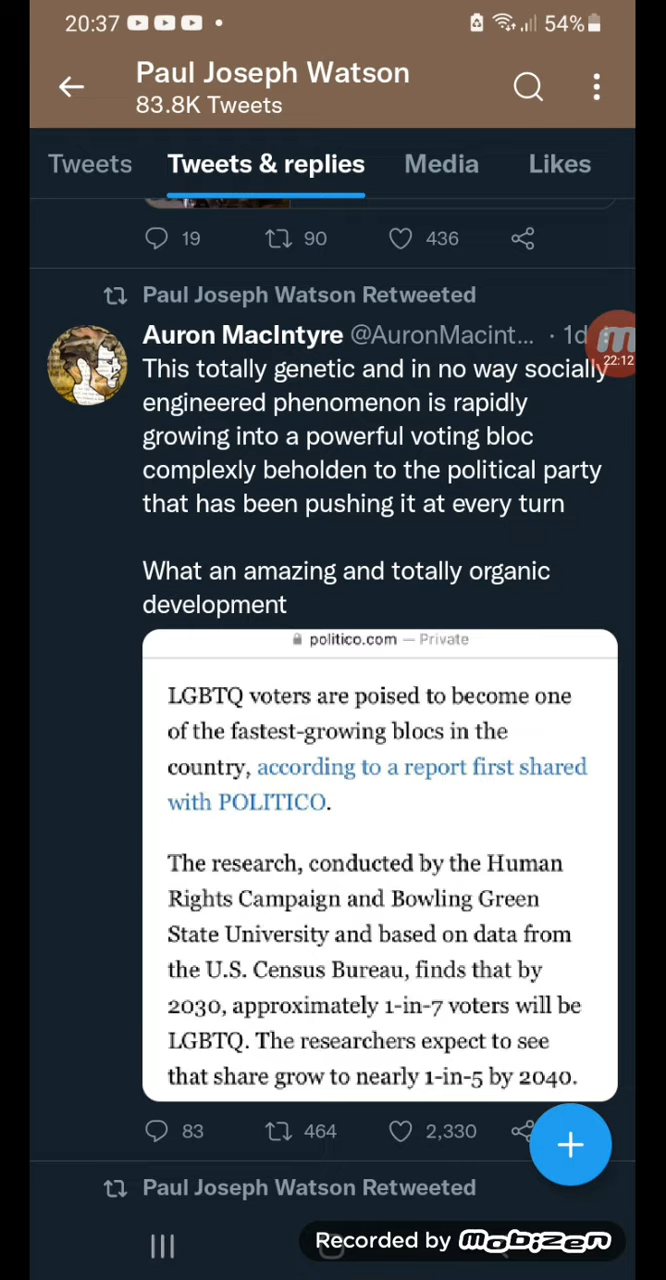 20:37 54%
Paul Joseph Watson
83.8K Tweets
Tweets Tweets & replies Media Likes
19 90 436
Paul Joseph Watson Retweeted
Auron MacIntyre @AuronMacint... · 1d
22:12
This totally genetic and in no way socially
engineered phenomenon is rapidly
growing into a powerful voting bloc
complexly beholden to the political party
that has been pushing it at every turn
What an amazing and totally organic
development
politico.com — Private
LGBTQ voters are poised to become one
of the fastest-growing blocs in the
country, according to a report first shared
with POLITICO.
The research, conducted by the Human
Rights Campaign and Bowling Green
State University and based on data from
the U.S. Census Bureau, finds that by
2030, approximately 1-in-7 voters will be
LGBTQ. The researchers expect to see
that share grow to nearly 1-in-5 by 2040.
83 464 2,330
Paul Joseph Watson Retweeted
Recorded by mobizen